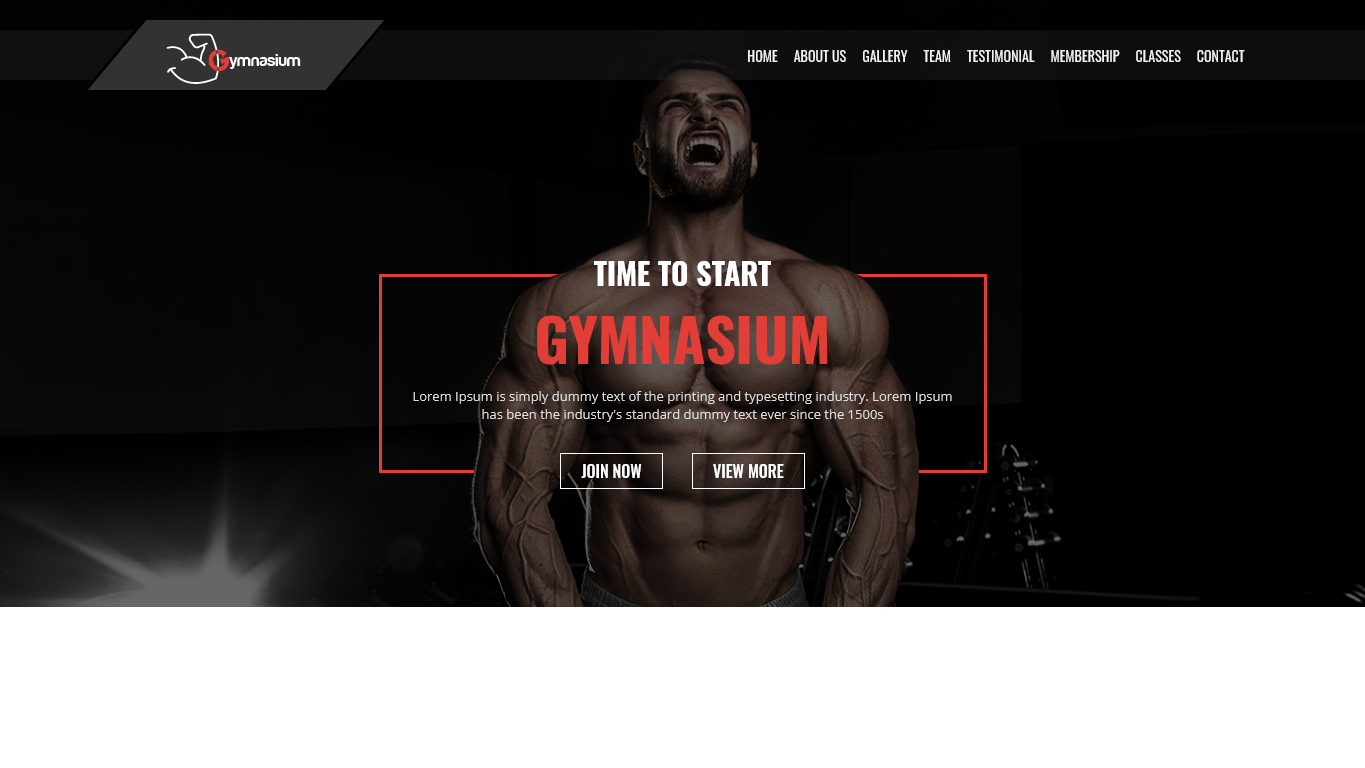 Gymnasium
HOME ABOUT US GALLERY TEAM TESTIMONIAL MEMBERSHIP CLASSES CONTACT
TIME TO START
GYMNASIUM
Lorem Ipsum is simply dummy text of the printing and typesetting industry. Lorem Ipsum
has been the industry's standard dummy text ever since the 1500s
JOIN NOW VIEW MORE